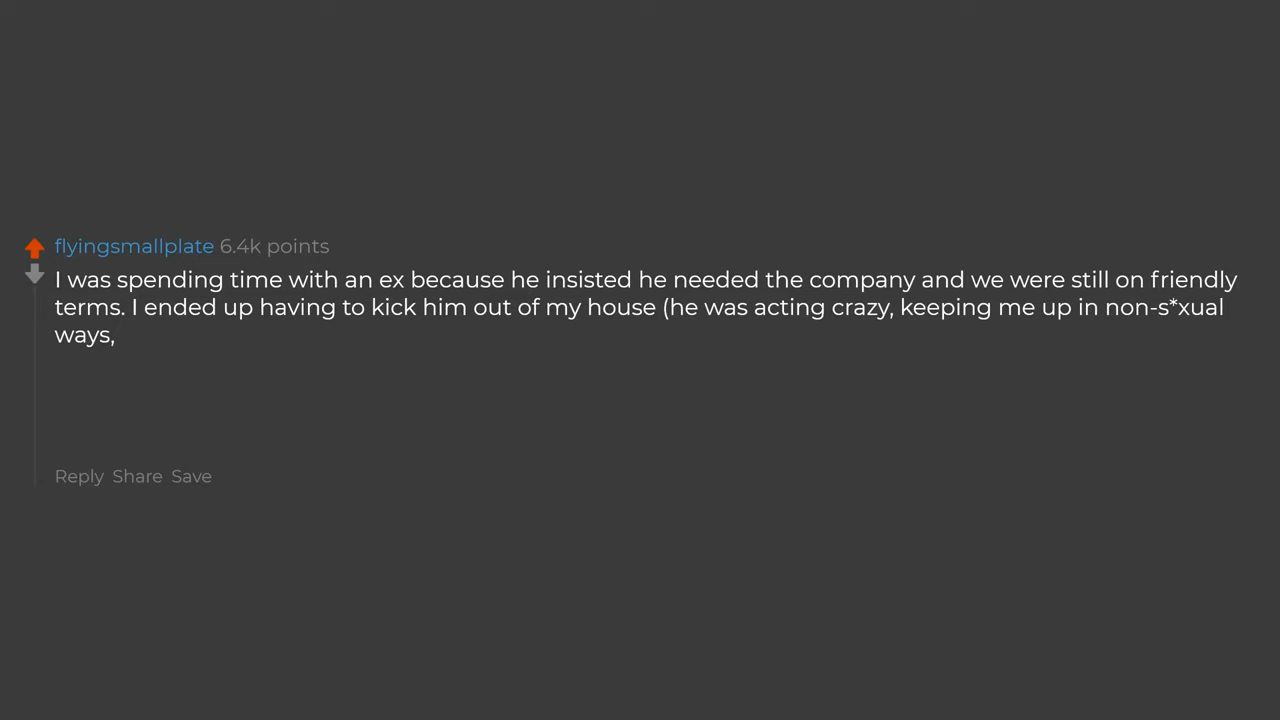 flyingsmallplate 6.4k points
I was spending time with an ex because he insisted he needed the company and we were still on friendly
terms. I ended up having to kick him out of my house (he was acting crazy, keeping me up in non-s*xual
ways,
Reply Share Save